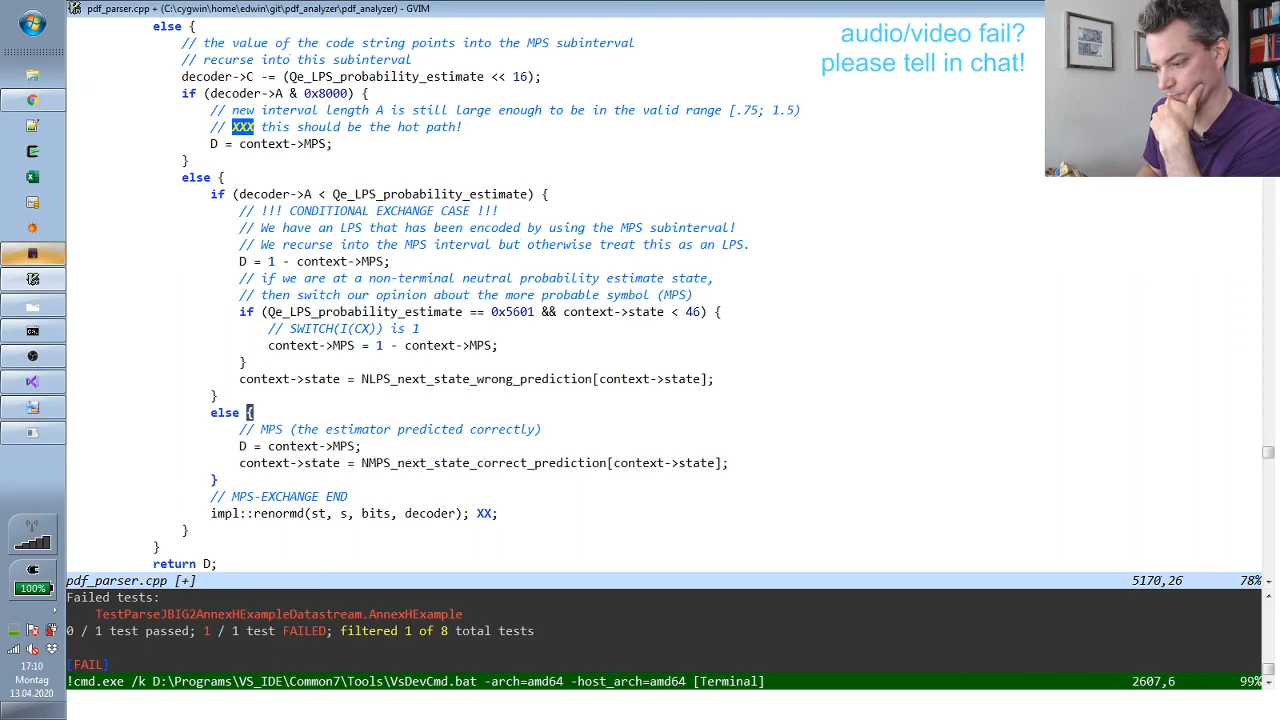 pdf_parser.cpp + (C:\cygwin\home\edwin\git\pdf_analyzer\pdf_analyzer) - GVIM
audio/video fail?
please tell in chat!
else {
// the value of the code string points into the MPS subinterval
// recurse into this subinterval
decoder->C -= (Qe_LPS_probability_estimate << 16);
if (decoder->A & 0x8000) {
// new interval length A is still large enough to be in the valid range [.75; 1.5)
// XXX this should be the hot path!
D = context->MPS;
}
else {
if (decoder->A < Qe_LPS_probability_estimate) {
// !!! CONDITIONAL EXCHANGE CASE !!!
// We have an LPS that has been encoded by using the MPS subinterval!
// We recurse into the MPS interval but otherwise treat this as an LPS.
D = 1 - context->MPS;
// if we are at a non-terminal neutral probability estimate state,
// then switch our opinion about the more probable symbol (MPS)
if (Qe_LPS_probability_estimate == 0x5601 && context->state < 46) {
// SWITCH(I(CX)) is 1
context->MPS = 1 - context->MPS;
}
context->state = NLPS_next_state_wrong_prediction[context->state];
}
else {
// MPS (the estimator predicted correctly)
D = context->MPS;
context->state = NMPS_next_state_correct_prediction[context->state];
}
// MPS-EXCHANGE END
impl::renormd(st, s, bits, decoder); XX;
}
}
return D;
pdf_parser.cpp [+] 5170,26 78%
Failed tests:
TestParseJBIG2AnnexHExampleDatastream.AnnexHExample
0 / 1 test passed; 1 / 1 test FAILED; filtered 1 of 8 total tests
[FAIL]
!cmd.exe /k D:\Programs\VS_IDE\Common7\Tools\VsDevCmd.bat -arch=amd64 -host_arch=amd64 [Terminal] 2607,6 99%
100%
17:10
Montag
13.04.2020